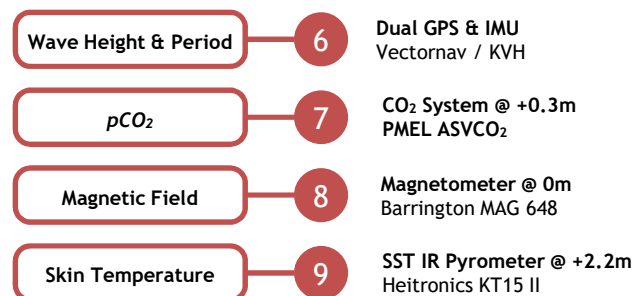 Wave Height & Period
6
Dual GPS & IMU
Vectornav / KVH
pCO₂
7
CO₂ System @ +0.3m
PMEL ASVCO₂
Magnetic Field
8
Magnetometer @ 0m
Barrington MAG 648
Skin Temperature
9
SST IR Pyrometer @ +2.2m
Heitronics KT15 II